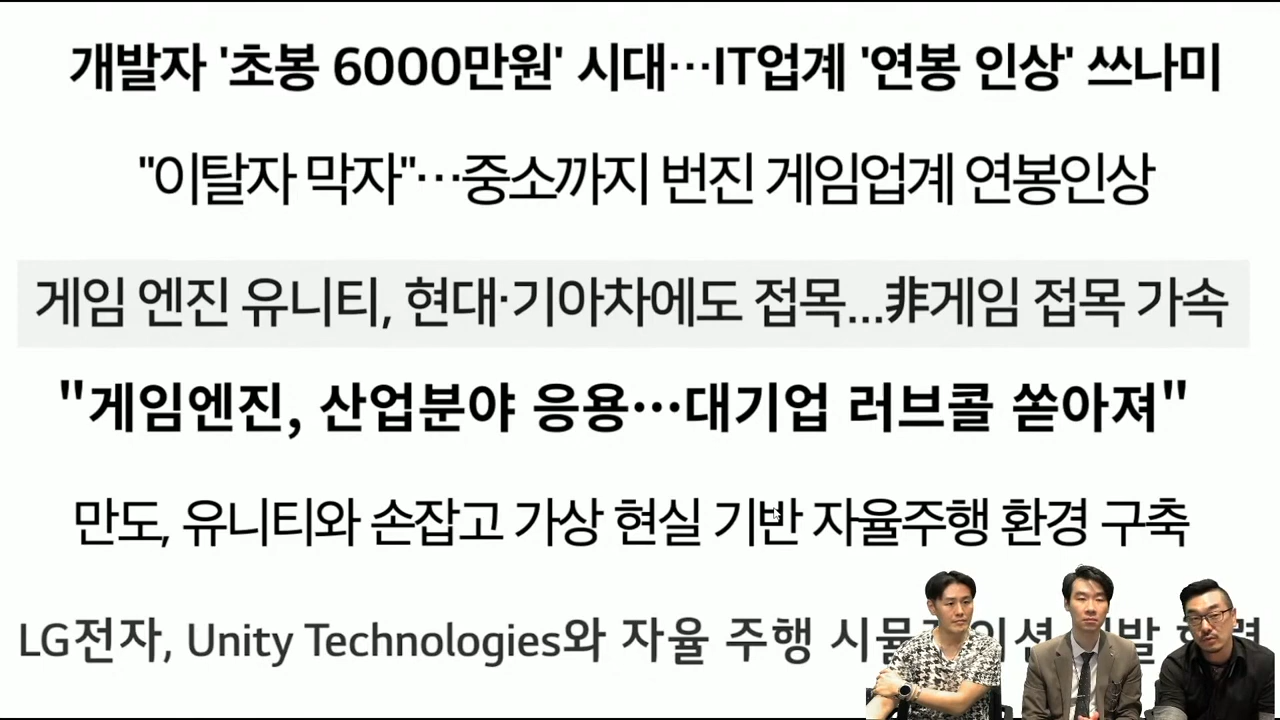 개발자 '초봉 6000만원' 시대…IT업계 '연봉 인상' 쓰나미
"이탈자 막자"…중소까지 번진 게임업계 연봉인상
게임 엔진 유니티, 현대·기아차에도 접목...非게임 접목 가속
"게임엔진, 산업분야 응용…대기업 러브콜 쏟아져"
만도, 유니티와 손잡고 가상 현실 기반 자율주행 환경 구축
LG전자, Unity Technologies와 자율 주행